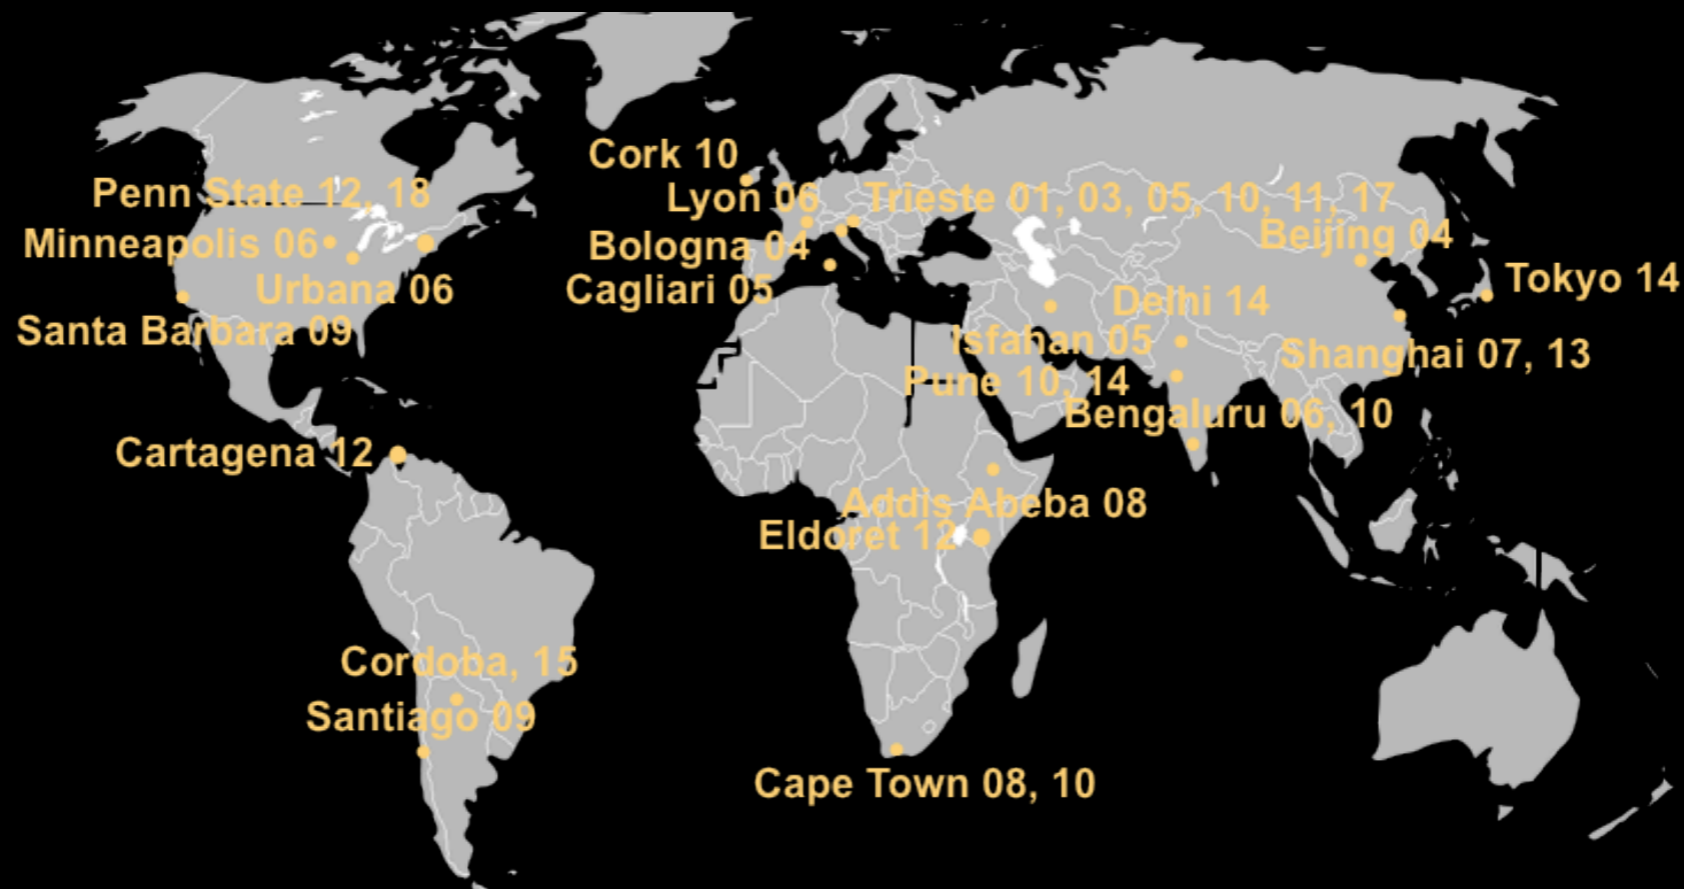 Cork 10
Penn State 12, 18
Lyon 06
Trieste 01, 03, 05, 10, 11, 17
Minneapolis 06
Bologna 04
Beijing 04
Urbana 06
Cagliari 05
Tokyo 14
Santa Barbara 09
Delhi 14
Isfahan 05
Shanghai 07, 13
Pune 10, 14
Bengaluru 06, 10
Cartagena 12
Addis Abeba 08
Eldoret 12
Cordoba, 15
Santiago 09
Cape Town 08, 10